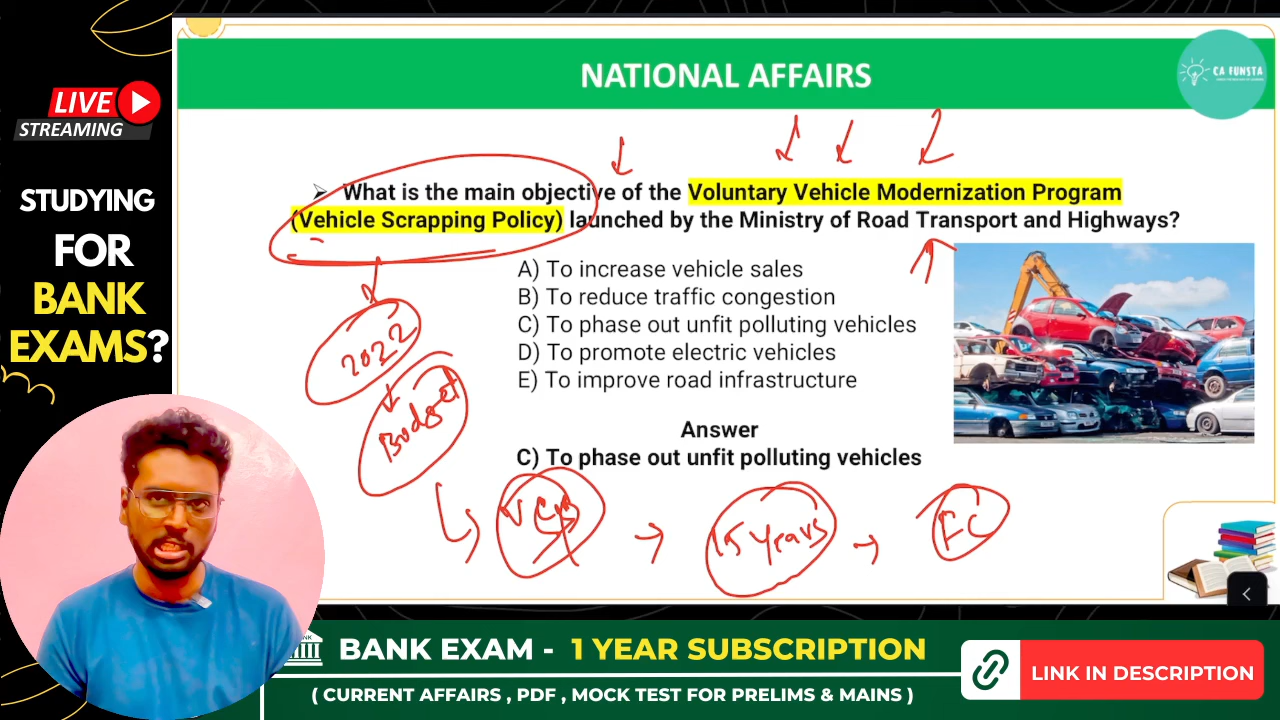 LIVE
STREAMING
STUDYING
FOR
BANK
EXAMS?
NATIONAL AFFAIRS
CA FUNSTA
➢ What is the main objective of the Voluntary Vehicle Modernization Program
(Vehicle Scrapping Policy) launched by the Ministry of Road Transport and Highways?
A) To increase vehicle sales
B) To reduce traffic congestion
C) To phase out unfit polluting vehicles
D) To promote electric vehicles
E) To improve road infrastructure
2022
Budget
Answer
C) To phase out unfit polluting vehicles
15 years
FC
BANK EXAM - 1 YEAR SUBSCRIPTION
( CURRENT AFFAIRS , PDF , MOCK TEST FOR PRELIMS & MAINS )
LINK IN DESCRIPTION